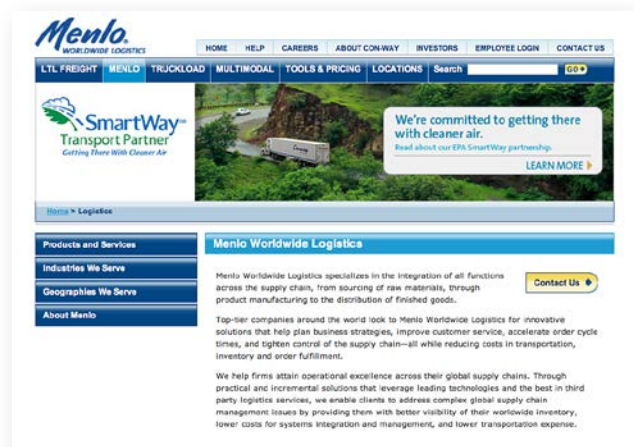 Menlo.
WORLDWIDE LOGISTICS
HOME HELP CAREERS ABOUT CON-WAY INVESTORS EMPLOYEE LOGIN CONTACT US
LTL FREIGHT MENLO TRUCKLOAD MULTIMODAL TOOLS & PRICING LOCATIONS Search GO
SmartWay
Transport Partner
Getting There With Cleaner Air
We're committed to getting there
with cleaner air.
Read about our EPA SmartWay partnership.
LEARN MORE
Home > Logistics
Products and Services
Industries We Serve
Geographies We Serve
About Menlo
Menlo Worldwide Logistics
Contact Us
Menlo Worldwide Logistics specializes in the integration of all functions
across the supply chain, from sourcing of raw materials, through
product manufacturing to the distribution of finished goods.
Top-tier companies around the world look to Menlo Worldwide Logistics for innovative
solutions that help plan business strategies, improve customer service, accelerate order cycle
times, and tighten control of the supply chain—all while reducing costs in transportation,
inventory and order fulfillment.
We help firms attain operational excellence across their global supply chains. Through
practical and incremental solutions that leverage leading technologies and the best in third
party logistics services, we enable clients to address complex global supply chain
management issues by providing them with better visibility of their worldwide inventory,
lower costs for systems integration and management, and lower transportation expense.